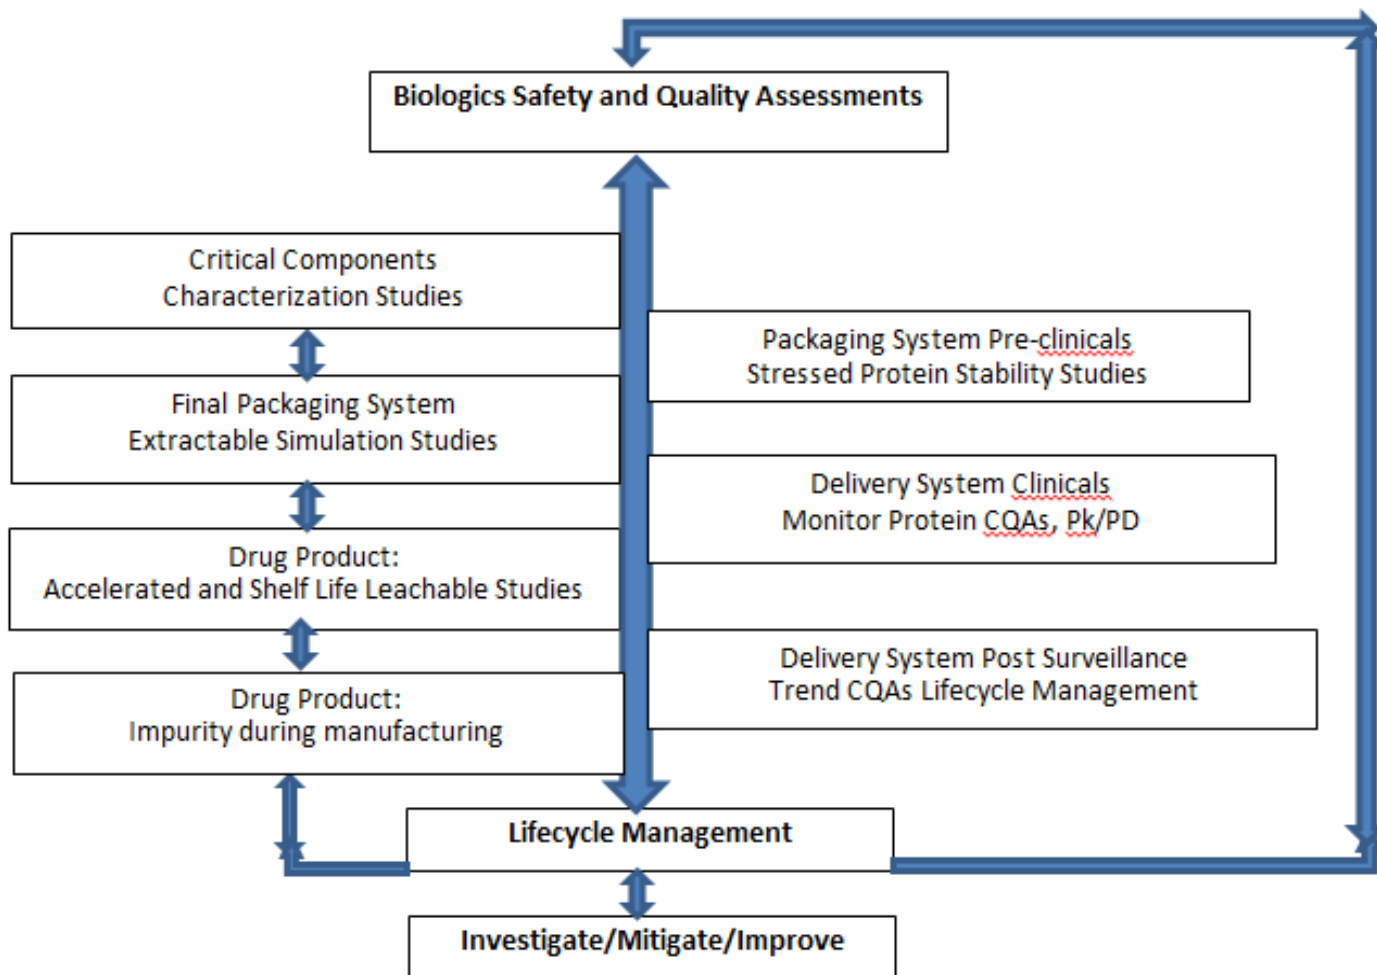 Biologics Safety and Quality Assessments
Critical Components
Characterization Studies
Packaging System Pre-clinicals
Stressed Protein Stability Studies
Final Packaging System
Extractable Simulation Studies
Delivery System Clinicals
Monitor Protein CQAs, Pk/PD
Drug Product:
Accelerated and Shelf Life Leachable Studies
Delivery System Post Surveillance
Trend CQAs Lifecycle Management
Drug Product:
Impurity during manufacturing
Lifecycle Management
Investigate/Mitigate/Improve